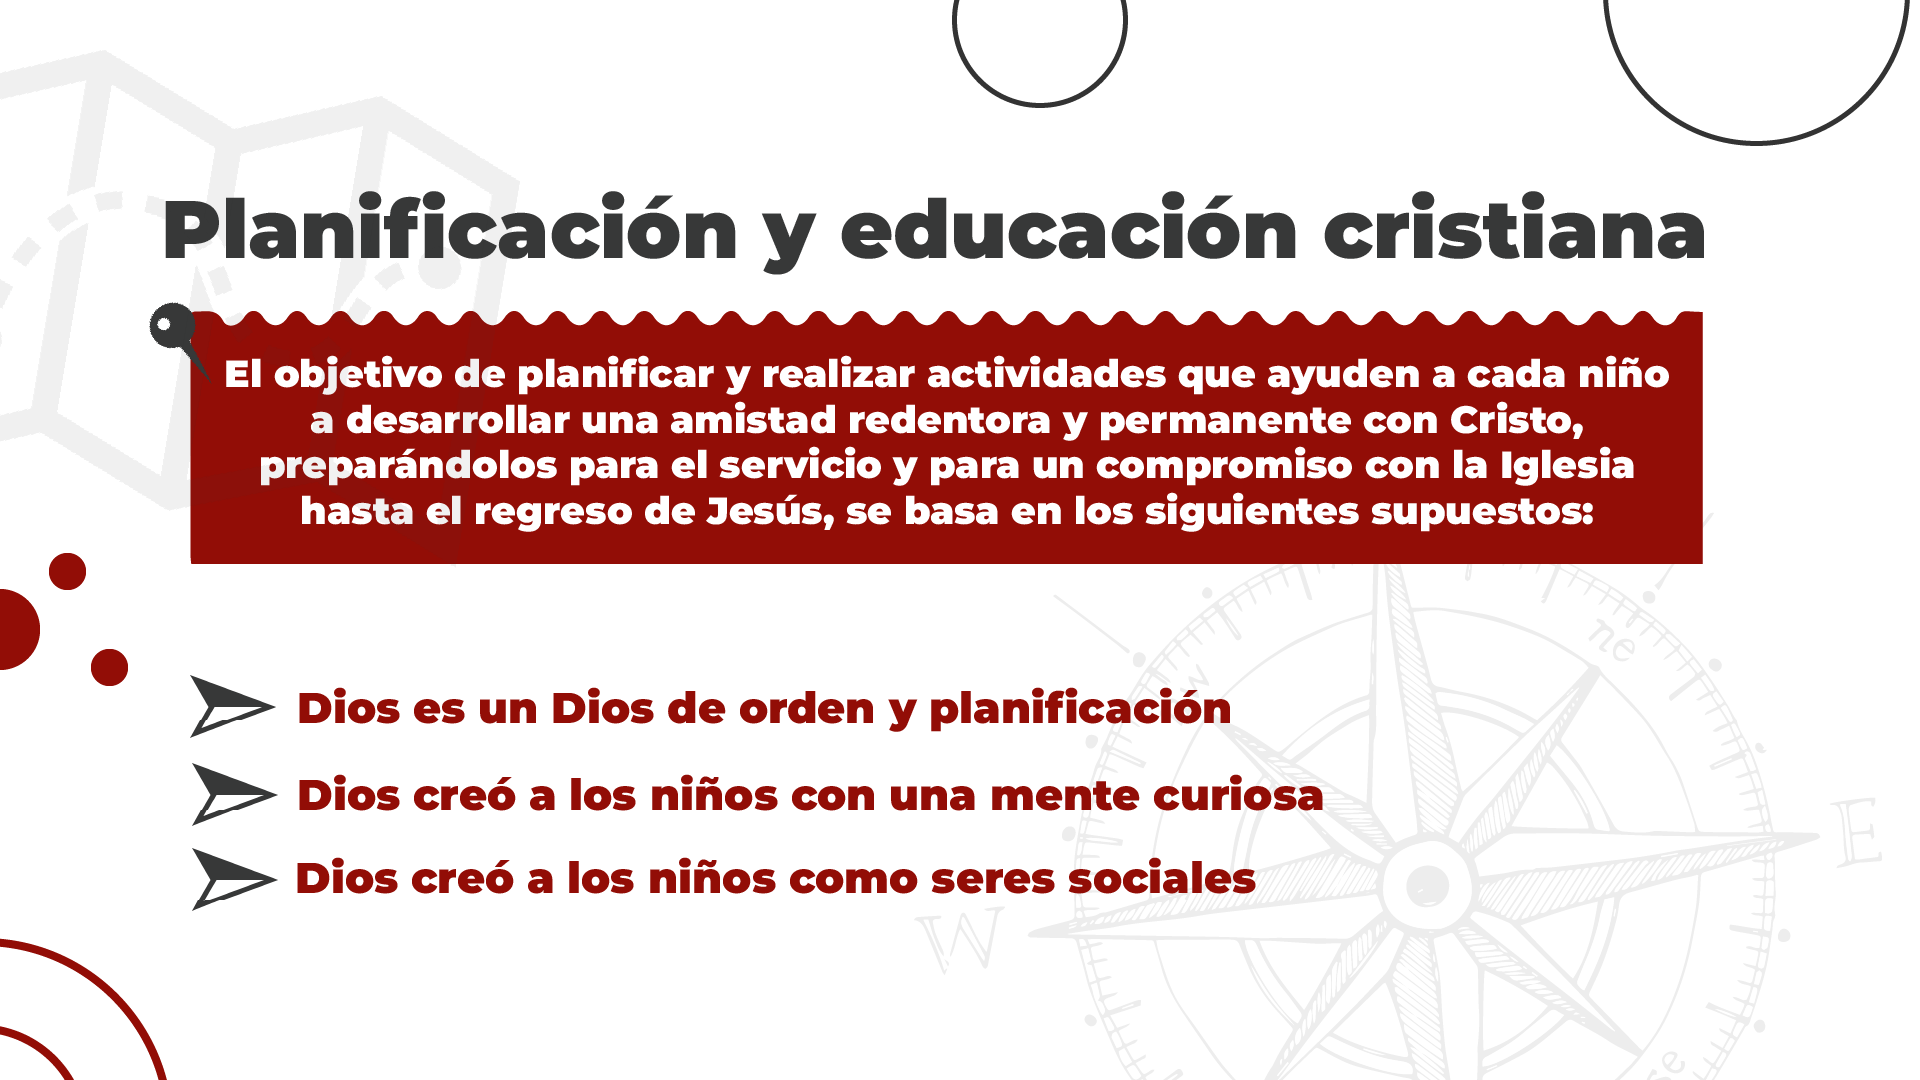 Planificación y educación cristiana
El objetivo de planificar y realizar actividades que ayuden a cada niño
a desarrollar una amistad redentora y permanente con Cristo,
preparándolos para el servicio y para un compromiso con la Iglesia
hasta el regreso de Jesús, se basa en los siguientes supuestos:
ne
w
Dios es un Dios de orden y planificación
Dios creó a los niños con una mente curiosa
E
Dios creó a los niños como seres sociales
W
se